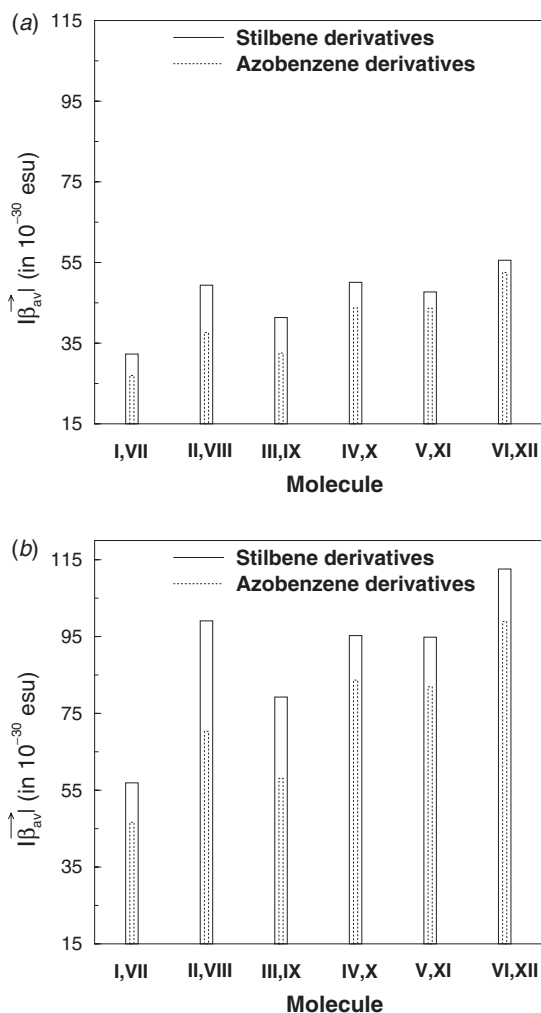 (a)
115
Stilbene derivatives
Azobenzene derivatives
95
75
55
35
15
|β⃗av| (in 10⁻³⁰ esu)
I,VII II,VIII III,IX IV,X V,XI VI,XII
Molecule
(b)
115
Stilbene derivatives
Azobenzene derivatives
95
75
55
35
15
|β⃗av| (in 10⁻³⁰ esu)
I,VII II,VIII III,IX IV,X V,XI VI,XII
Molecule